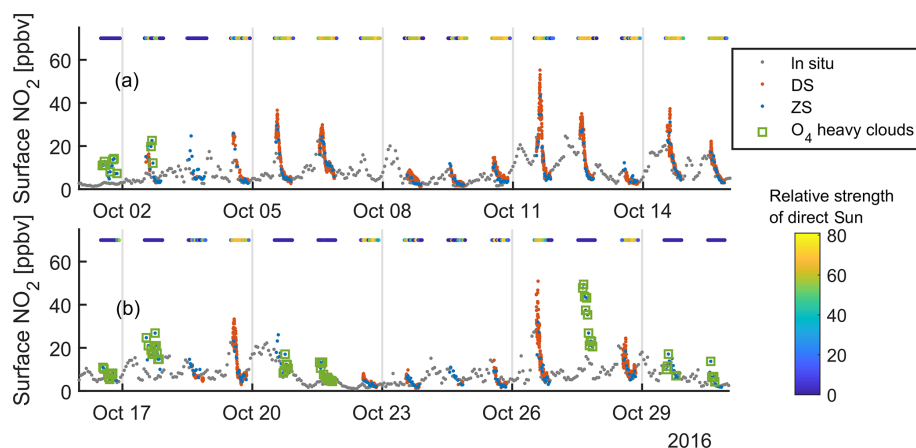 Surface NO2 [ppbv]
60
40
20
0
(a)
Oct 02
Oct 05
Oct 08
Oct 11
Oct 14
In situ
DS
ZS
O4 heavy clouds
Surface NO2 [ppbv]
60
40
20
0
(b)
Oct 17
Oct 20
Oct 23
Oct 26
Oct 29
2016
Relative strength
of direct Sun
80
60
40
20
0